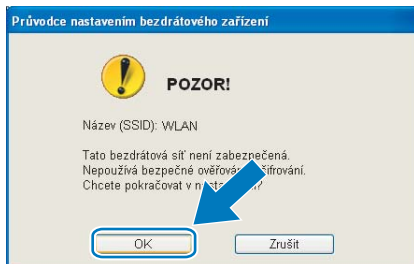 Průvodce nastavením bezdrátového zařízení
POZOR!
Název (SSID): WLAN
Tato bezdrátová síť není zabezpečená.
Nepoužívá bezpečné ověřování šifrování.
Chcete pokračovat v
OK
Zrušit